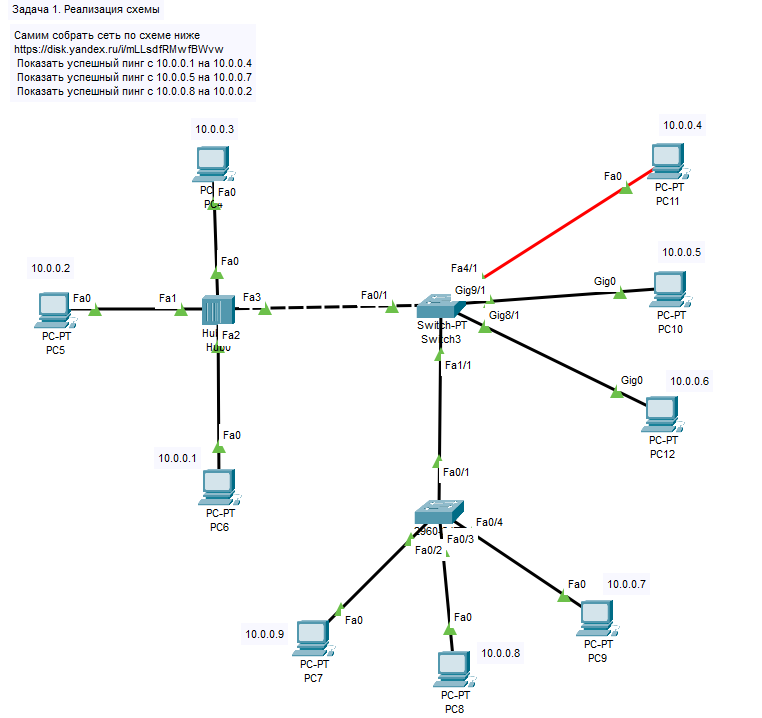 Задача 1. Реализация схемы
Самим собрать сеть по схеме ниже
https://disk.yandex.ru/i/mLLsdfRMwfBWvw
Показать успешный пинг с 10.0.0.1 на 10.0.0.4
Показать успешный пинг с 10.0.0.5 на 10.0.0.7
Показать успешный пинг с 10.0.0.8 на 10.0.0.2
10.0.0.3
Fa0
Fa0
10.0.0.4
Fa0
PC-PT
PC11
10.0.0.2
Fa0
PC-PT
PC5
Fa1
Fa3
Fa2
Fa0/1
Fa4/1
Gig9/1
Gig8/1
Switch-PT
Fa1/1
10.0.0.5
Gig0
PC-PT
PC10
10.0.0.6
Gig0
PC-PT
PC12
10.0.0.1
Fa0
PC-PT
PC6
Fa0/1
Fa0/4
Fa0/3
Fa0/2
10.0.0.9
Fa0
PC-PT
PC7
10.0.0.8
Fa0
PC-PT
PC8
10.0.0.7
Fa0
PC-PT
PC9